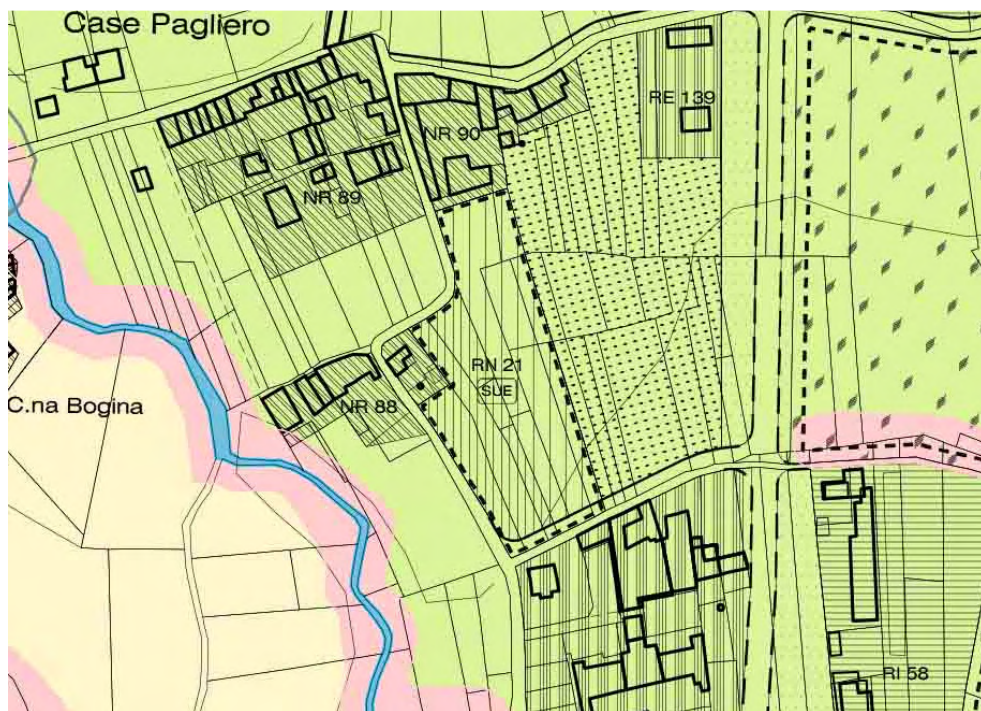 Case Pagliero
RE 139
NR 90
NR 89
RN 21
SUE
NR 88
C.na Bogina
RI 58